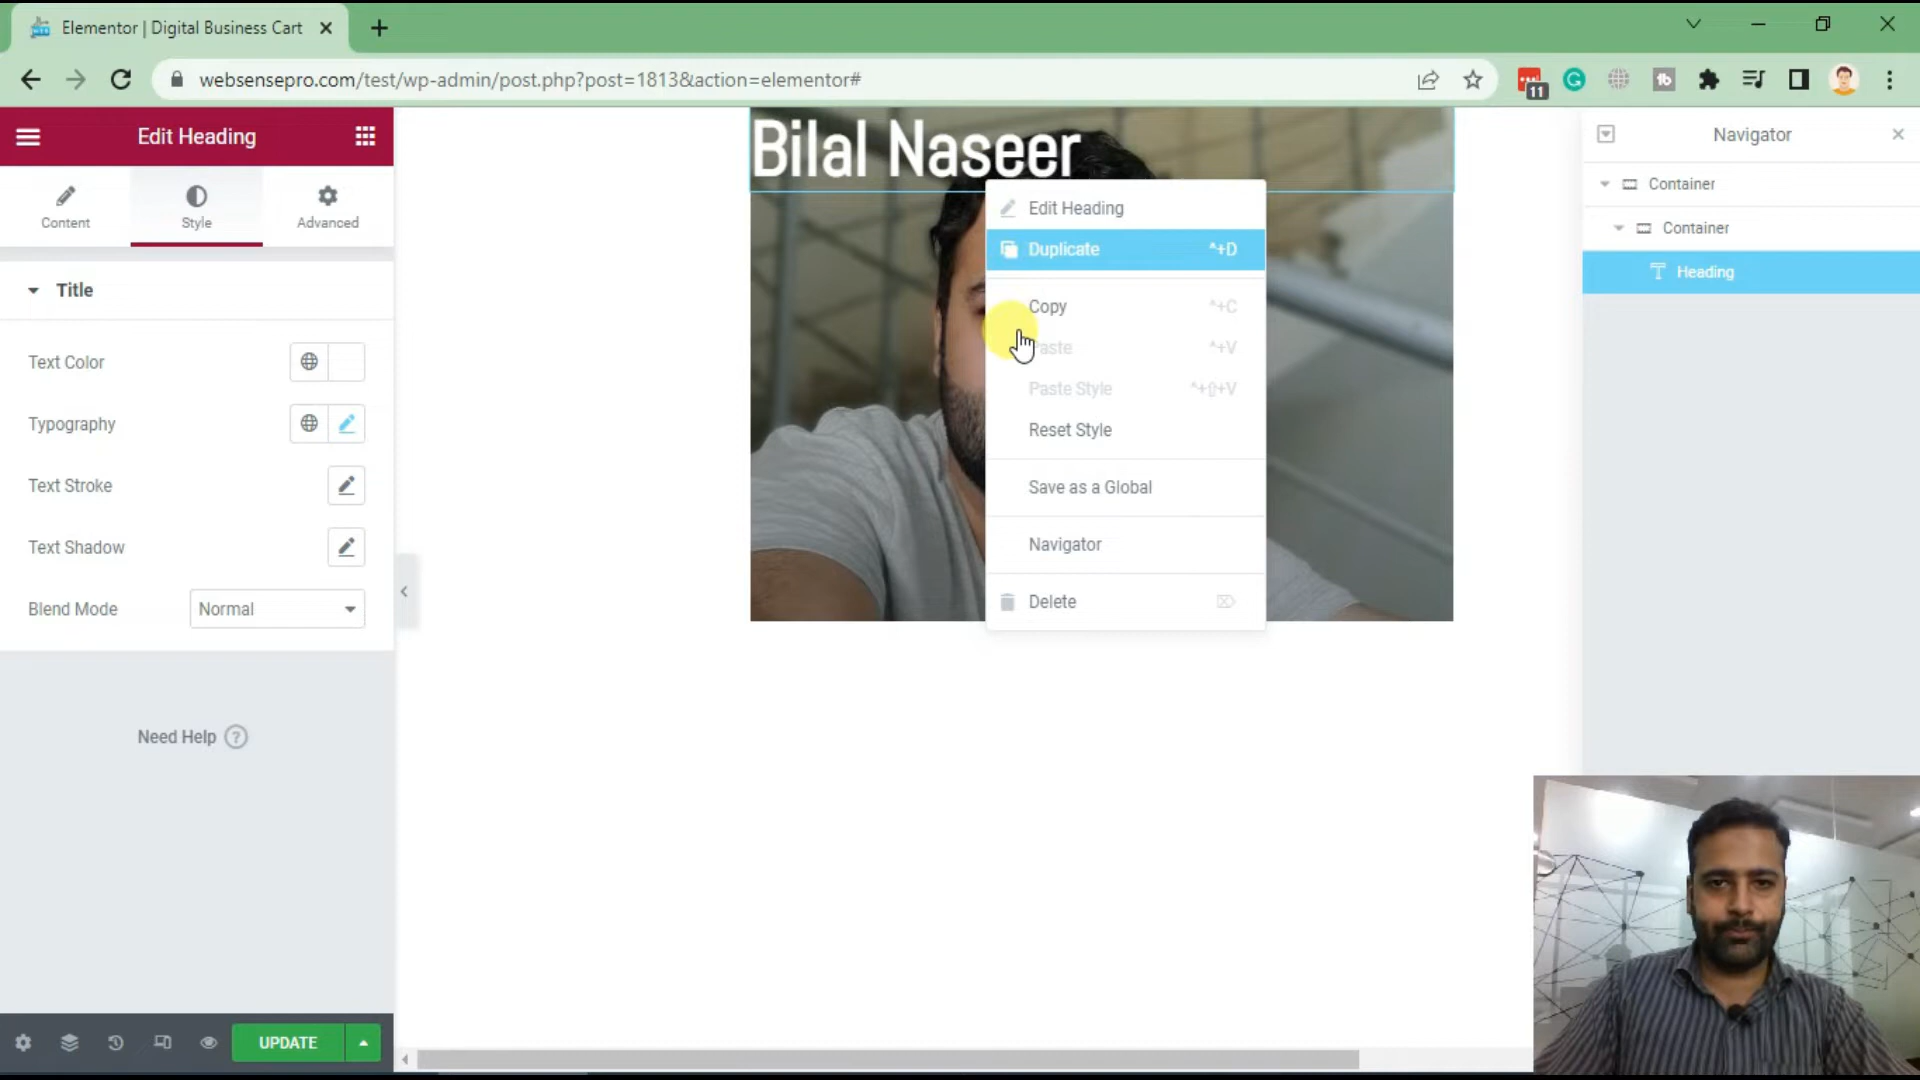 Elementor | Digital Business Cart
websensepro.com/test/wp-admin/post.php?post=1813&action=elementor#
11
Edit Heading
Content
Style
Advanced
Title
Text Color
Typography
Text Stroke
Text Shadow
Blend Mode
Normal
Need Help
UPDATE
Bilal Naseer
Edit Heading
Duplicate ^+D
Copy ^+C
Paste ^+V
Paste Style ^+⇧+V
Reset Style
Save as a Global
Navigator
Delete ⌦
Navigator
Container
Container
Heading